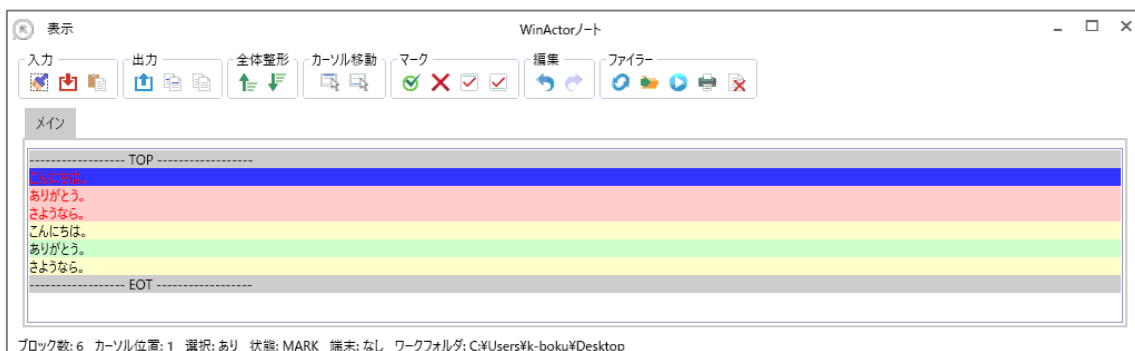 表示
WinActorノート
入力
出力
全体整形
カーソル移動
マーク
編集
ファイラー
メイン
------------------ TOP ------------------
こんにちは。
ありがとう。
さようなら。
こんにちは。
ありがとう。
さようなら。
------------------ EOT ------------------
ブロック数: 6 カーソル位置: 1 選択: あり 状態: MARK 端末: なし ワークフォルダ: C:¥Users¥k-boku¥Desktop